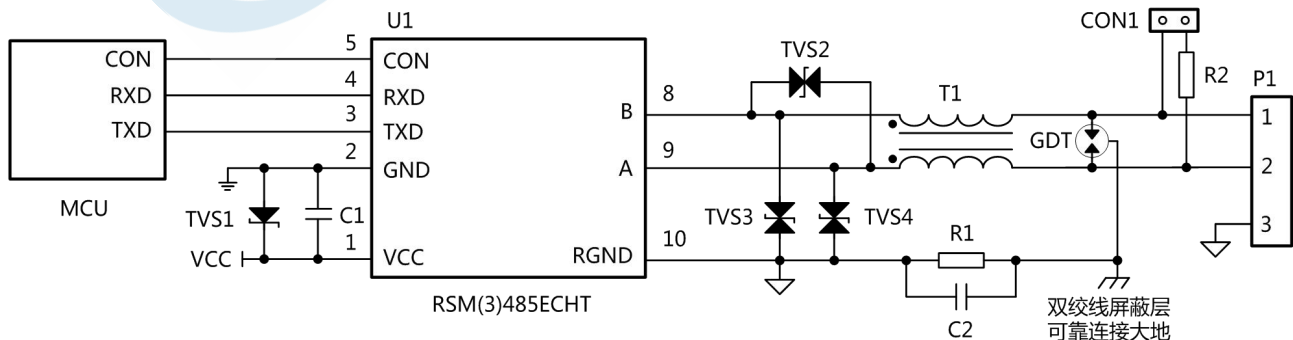 U1
CON1
MCU
CON
RXD
TXD
5
4
3
2
1
CON
RXD
TXD
GND
VCC
B
A
RGND
8
9
10
RSM(3)485ECHT
TVS1
C1
VCC
TVS2
TVS3
TVS4
T1
GDT
R1
C2
R2
P1
1
2
3
双绞线屏蔽层
可靠连接大地